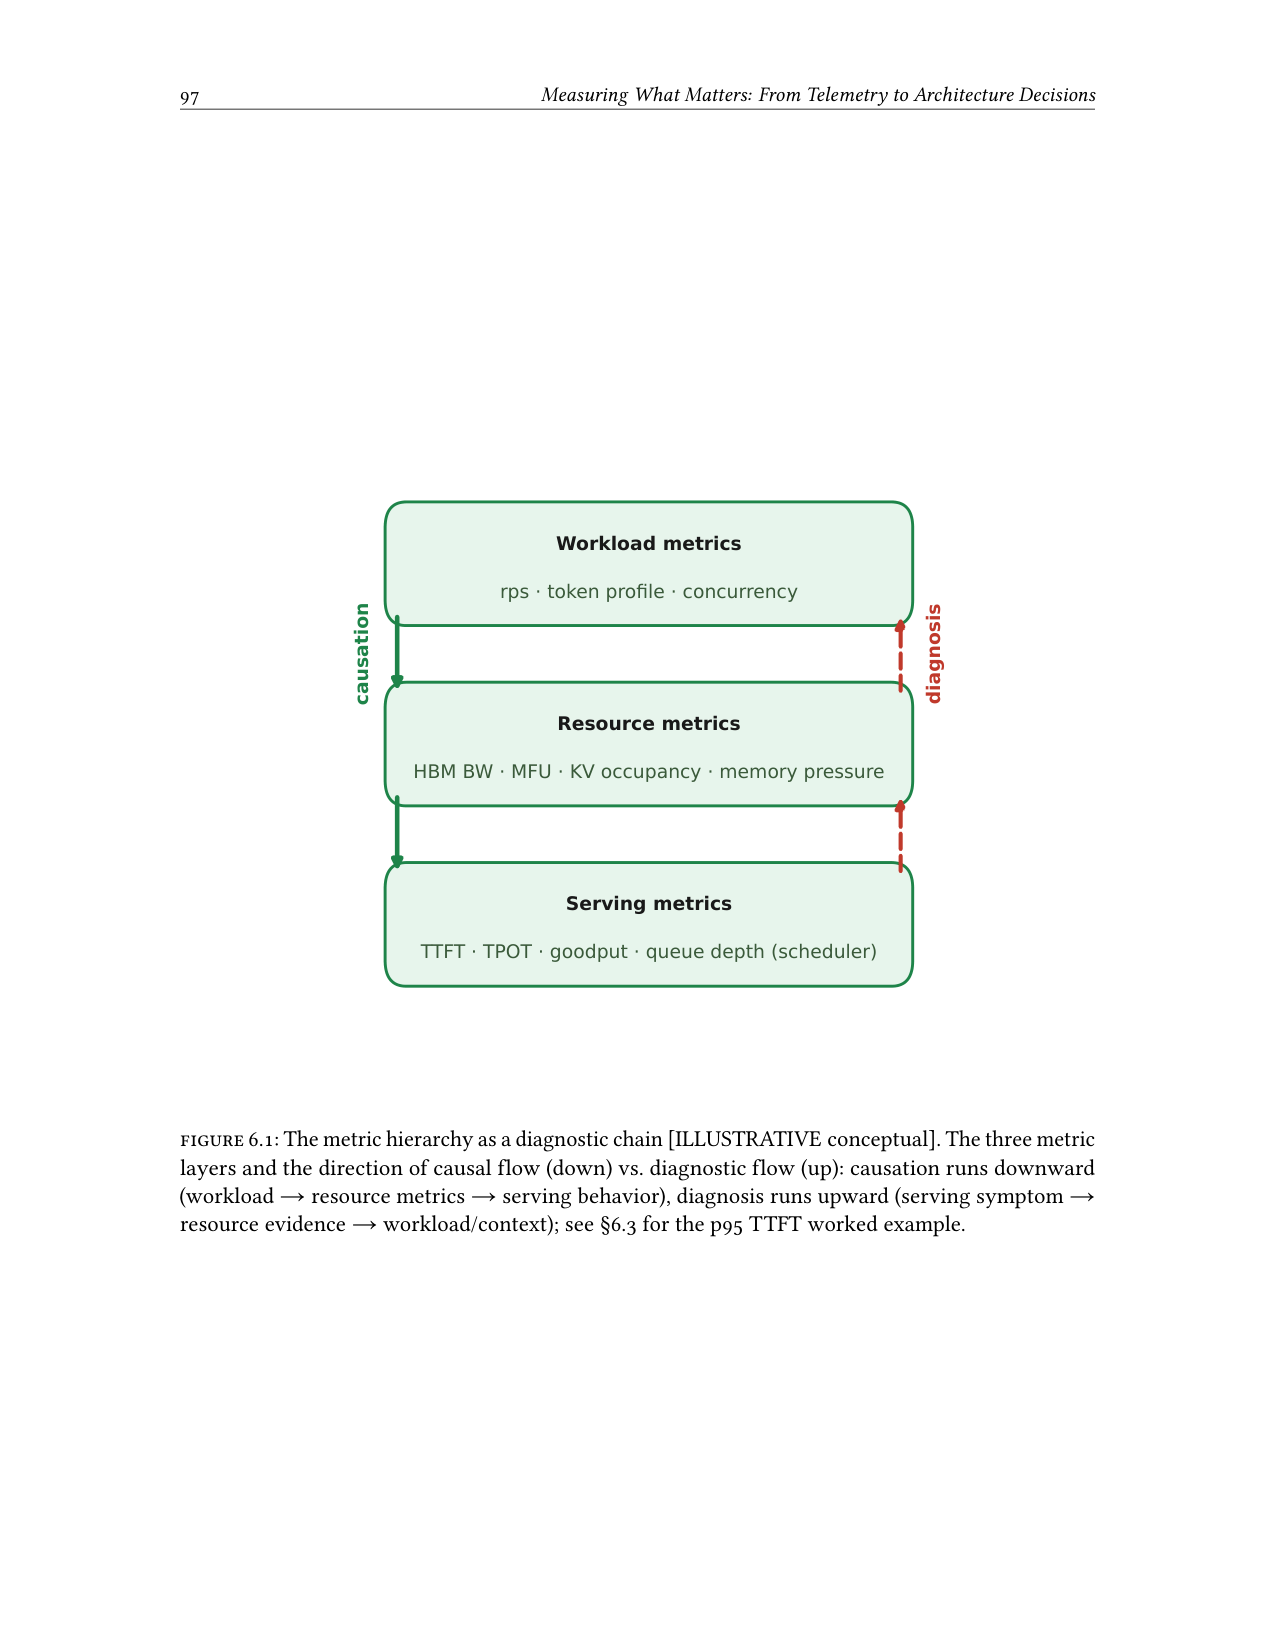 97
Measuring What Matters: From Telemetry to Architecture Decisions
Workload metrics
rps · token profile · concurrency
causation
diagnosis
Resource metrics
HBM BW · MFU · KV occupancy · memory pressure
Serving metrics
TTFT · TPOT · goodput · queue depth (scheduler)
FIGURE 6.1: The metric hierarchy as a diagnostic chain [ILLUSTRATIVE conceptual]. The three metric
layers and the direction of causal flow (down) vs. diagnostic flow (up): causation runs downward
(workload → resource metrics → serving behavior), diagnosis runs upward (serving symptom →
resource evidence → workload/context); see §6.3 for the p95 TTFT worked example.